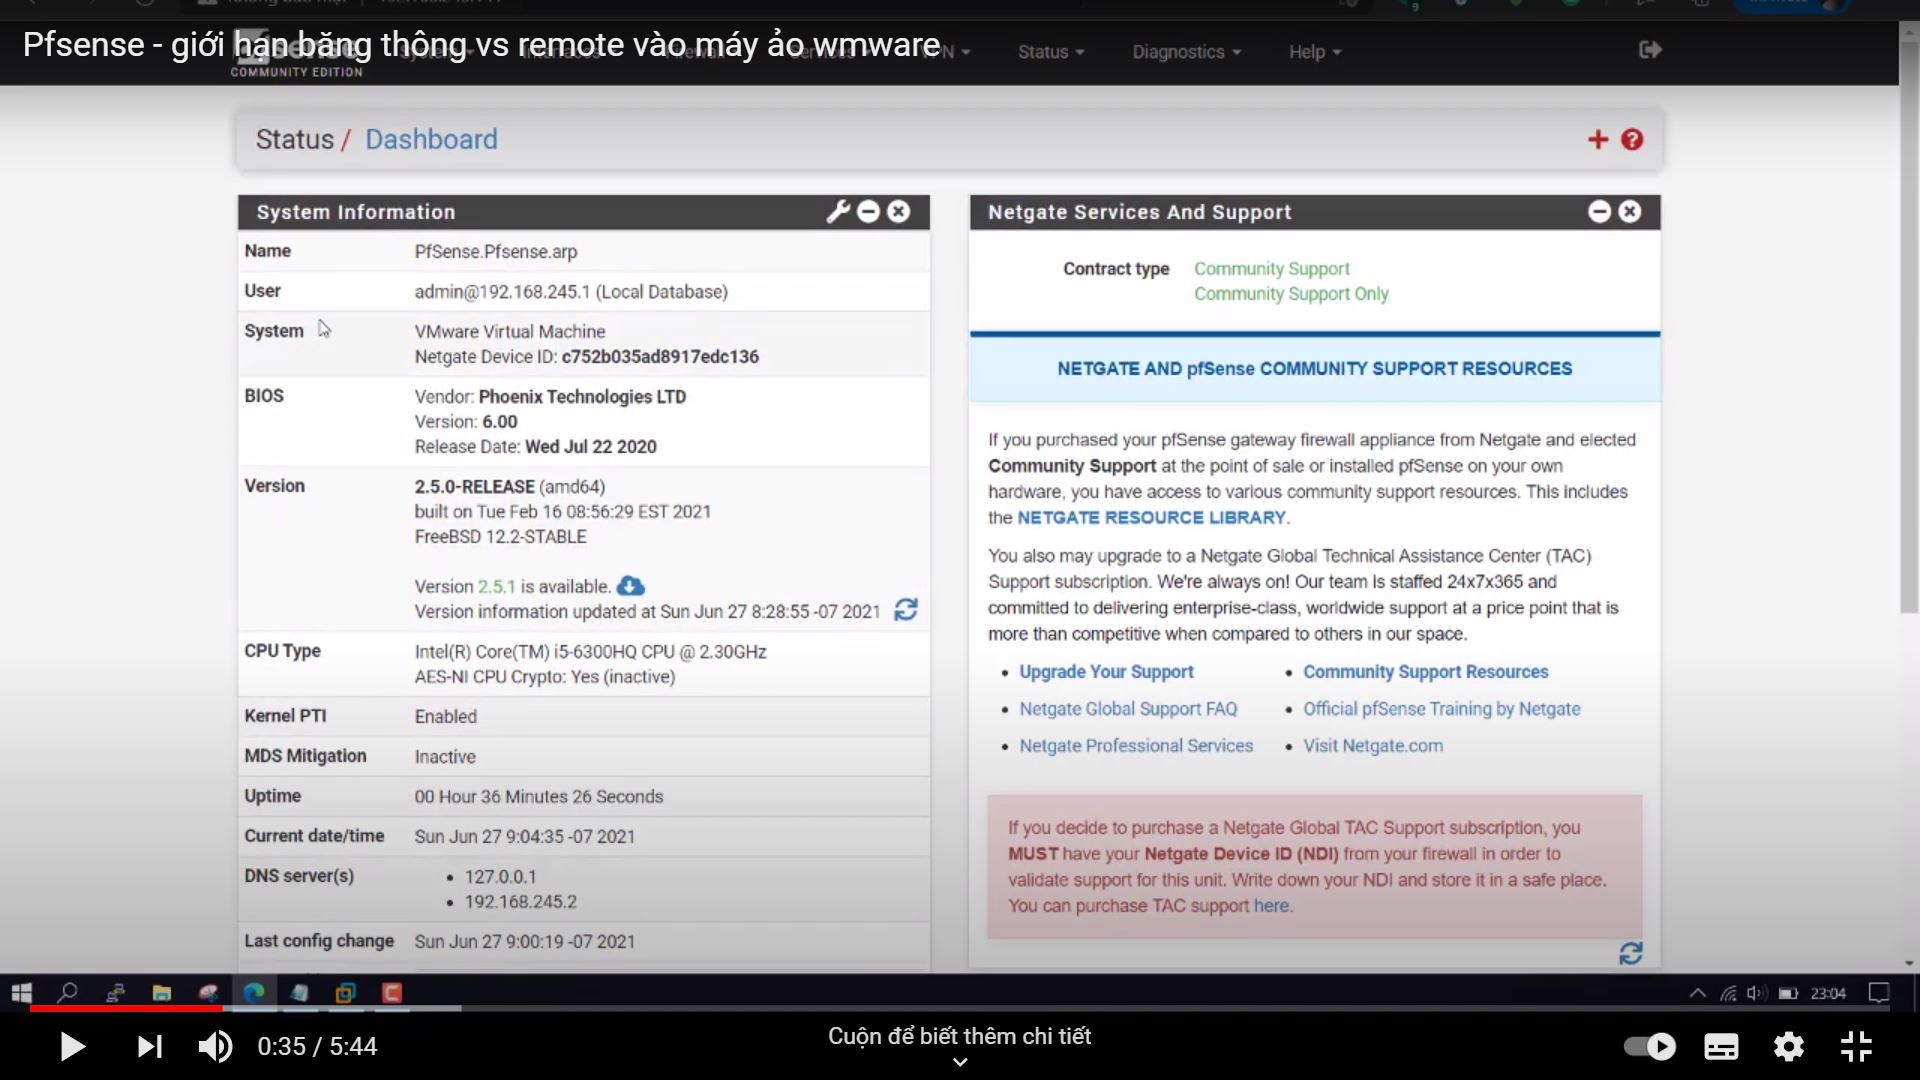 Pfsense - giới hạn băng thông vs remote vào máy ảo wmware
COMMUNITY EDITION
Status
Diagnostics
Help
Status / Dashboard
System Information
Name PfSense.Pfsense.arp
User admin@192.168.245.1 (Local Database)
System VMware Virtual Machine
Netgate Device ID: c752b035ad8917edc136
BIOS Vendor: Phoenix Technologies LTD
Version: 6.00
Release Date: Wed Jul 22 2020
Version 2.5.0-RELEASE (amd64)
built on Tue Feb 16 08:56:29 EST 2021
FreeBSD 12.2-STABLE
Version 2.5.1 is available.
Version information updated at Sun Jun 27 8:28:55 -07 2021
CPU Type Intel(R) Core(TM) i5-6300HQ CPU @ 2.30GHz
AES-NI CPU Crypto: Yes (inactive)
Kernel PTI Enabled
MDS Mitigation Inactive
Uptime 00 Hour 36 Minutes 26 Seconds
Current date/time Sun Jun 27 9:04:35 -07 2021
DNS server(s) • 127.0.0.1
• 192.168.245.2
Last config change Sun Jun 27 9:00:19 -07 2021
Netgate Services And Support
Contract type Community Support
Community Support Only
NETGATE AND pfSense COMMUNITY SUPPORT RESOURCES
If you purchased your pfSense gateway firewall appliance from Netgate and elected
Community Support at the point of sale or installed pfSense on your own
hardware, you have access to various community support resources. This includes
the NETGATE RESOURCE LIBRARY.
You also may upgrade to a Netgate Global Technical Assistance Center (TAC)
Support subscription. We're always on! Our team is staffed 24x7x365 and
committed to delivering enterprise-class, worldwide support at a price point that is
more than competitive when compared to others in our space.
• Upgrade Your Support
• Community Support Resources
• Netgate Global Support FAQ
• Official pfSense Training by Netgate
• Netgate Professional Services
• Visit Netgate.com
If you decide to purchase a Netgate Global TAC Support subscription, you
MUST have your Netgate Device ID (NDI) from your firewall in order to
validate support for this unit. Write down your NDI and store it in a safe place.
You can purchase TAC support here.
23:04
0:35 / 5:44
Cuộn để biết thêm chi tiết